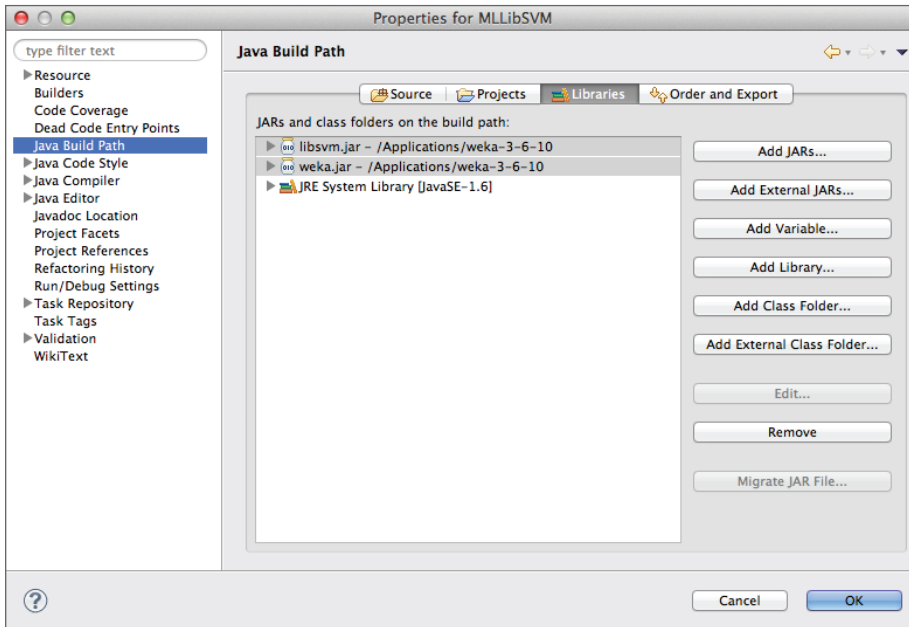 Properties for MLLibSVM
type filter text
Resource
Builders
Code Coverage
Dead Code Entry Points
Java Build Path
Java Code Style
Java Compiler
Java Editor
Javadoc Location
Project Facets
Project References
Refactoring History
Run/Debug Settings
Task Repository
Task Tags
Validation
WikiText
Java Build Path
Source Projects Libraries Order and Export
JARs and class folders on the build path:
libsvm.jar – /Applications/weka-3-6-10
weka.jar – /Applications/weka-3-6-10
JRE System Library [JavaSE-1.6]
Add JARs...
Add External JARs...
Add Variable...
Add Library...
Add Class Folder...
Add External Class Folder...
Edit...
Remove
Migrate JAR File...
?
Cancel OK